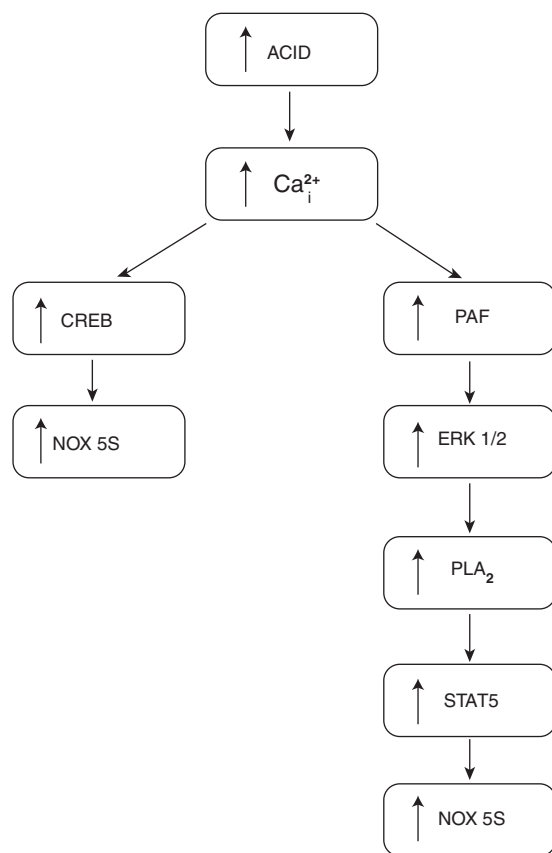 ACID
Ca²⁺ᵢ
CREB
PAF
NOX 5S
ERK 1/2
PLA₂
STAT5
NOX 5S